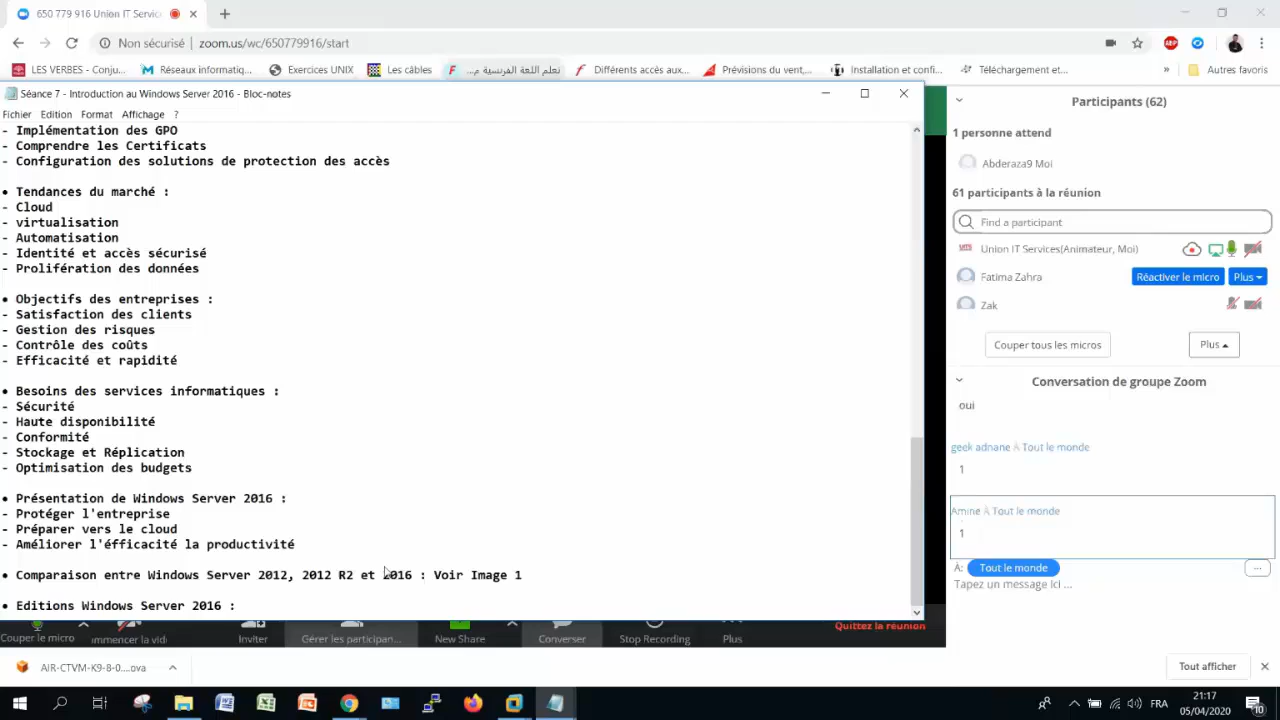 650 779 916 Union IT Servic
Non sécurisé | zoom.us/wc/650779916/start
LES VERBES - Conju...
Réseaux informatiq...
Exercices UNIX
Les câbles
تعلم اللغة الفرنسية م...
Différents accès aux...
Prévisions du vent,...
Installation et confi...
Téléchargement et...
»
Autres favoris
Séance 7 - Introduction au Windows Server 2016 - Bloc-notes
Fichier Edition Format Affichage ?
- Implémentation des GPO
- Comprendre les Certificats
- Configuration des solutions de protection des accès
• Tendances du marché :
- Cloud
- virtualisation
- Automatisation
- Identité et accès sécurisé
- Prolifération des données
• Objectifs des entreprises :
- Satisfaction des clients
- Gestion des risques
- Contrôle des coûts
- Efficacité et rapidité
• Besoins des services informatiques :
- Sécurité
- Haute disponibilité
- Conformité
- Stockage et Réplication
- Optimisation des budgets
• Présentation de Windows Server 2016 :
- Protéger l'entreprise
- Préparer vers le cloud
- Améliorer l'éfficacité la productivité
• Comparaison entre Windows Server 2012, 2012 R2 et 2016 : Voir Image 1
• Editions Windows Server 2016 :
Participants (62)
1 personne attend
Abderaza9 Moi
61 participants à la réunion
Find a participant
Union IT Services(Animateur, Moi)
Fatima Zahra
Réactiver le micro
Plus
Zak
Couper tous les micros
Plus
Conversation de groupe Zoom
oui
geek adnane À Tout le monde
1
Amine À Tout le monde
1
À: Tout le monde
...
Tapez un message ici ...
Couper le micro
mmencer la vid
Inviter
Gérer les participan...
New Share
Converser
Stop Recording
Plus
Quittez la réunion
AIR-CTVM-K9-8-0....ova
Tout afficher
FRA
21:17
05/04/2020
10